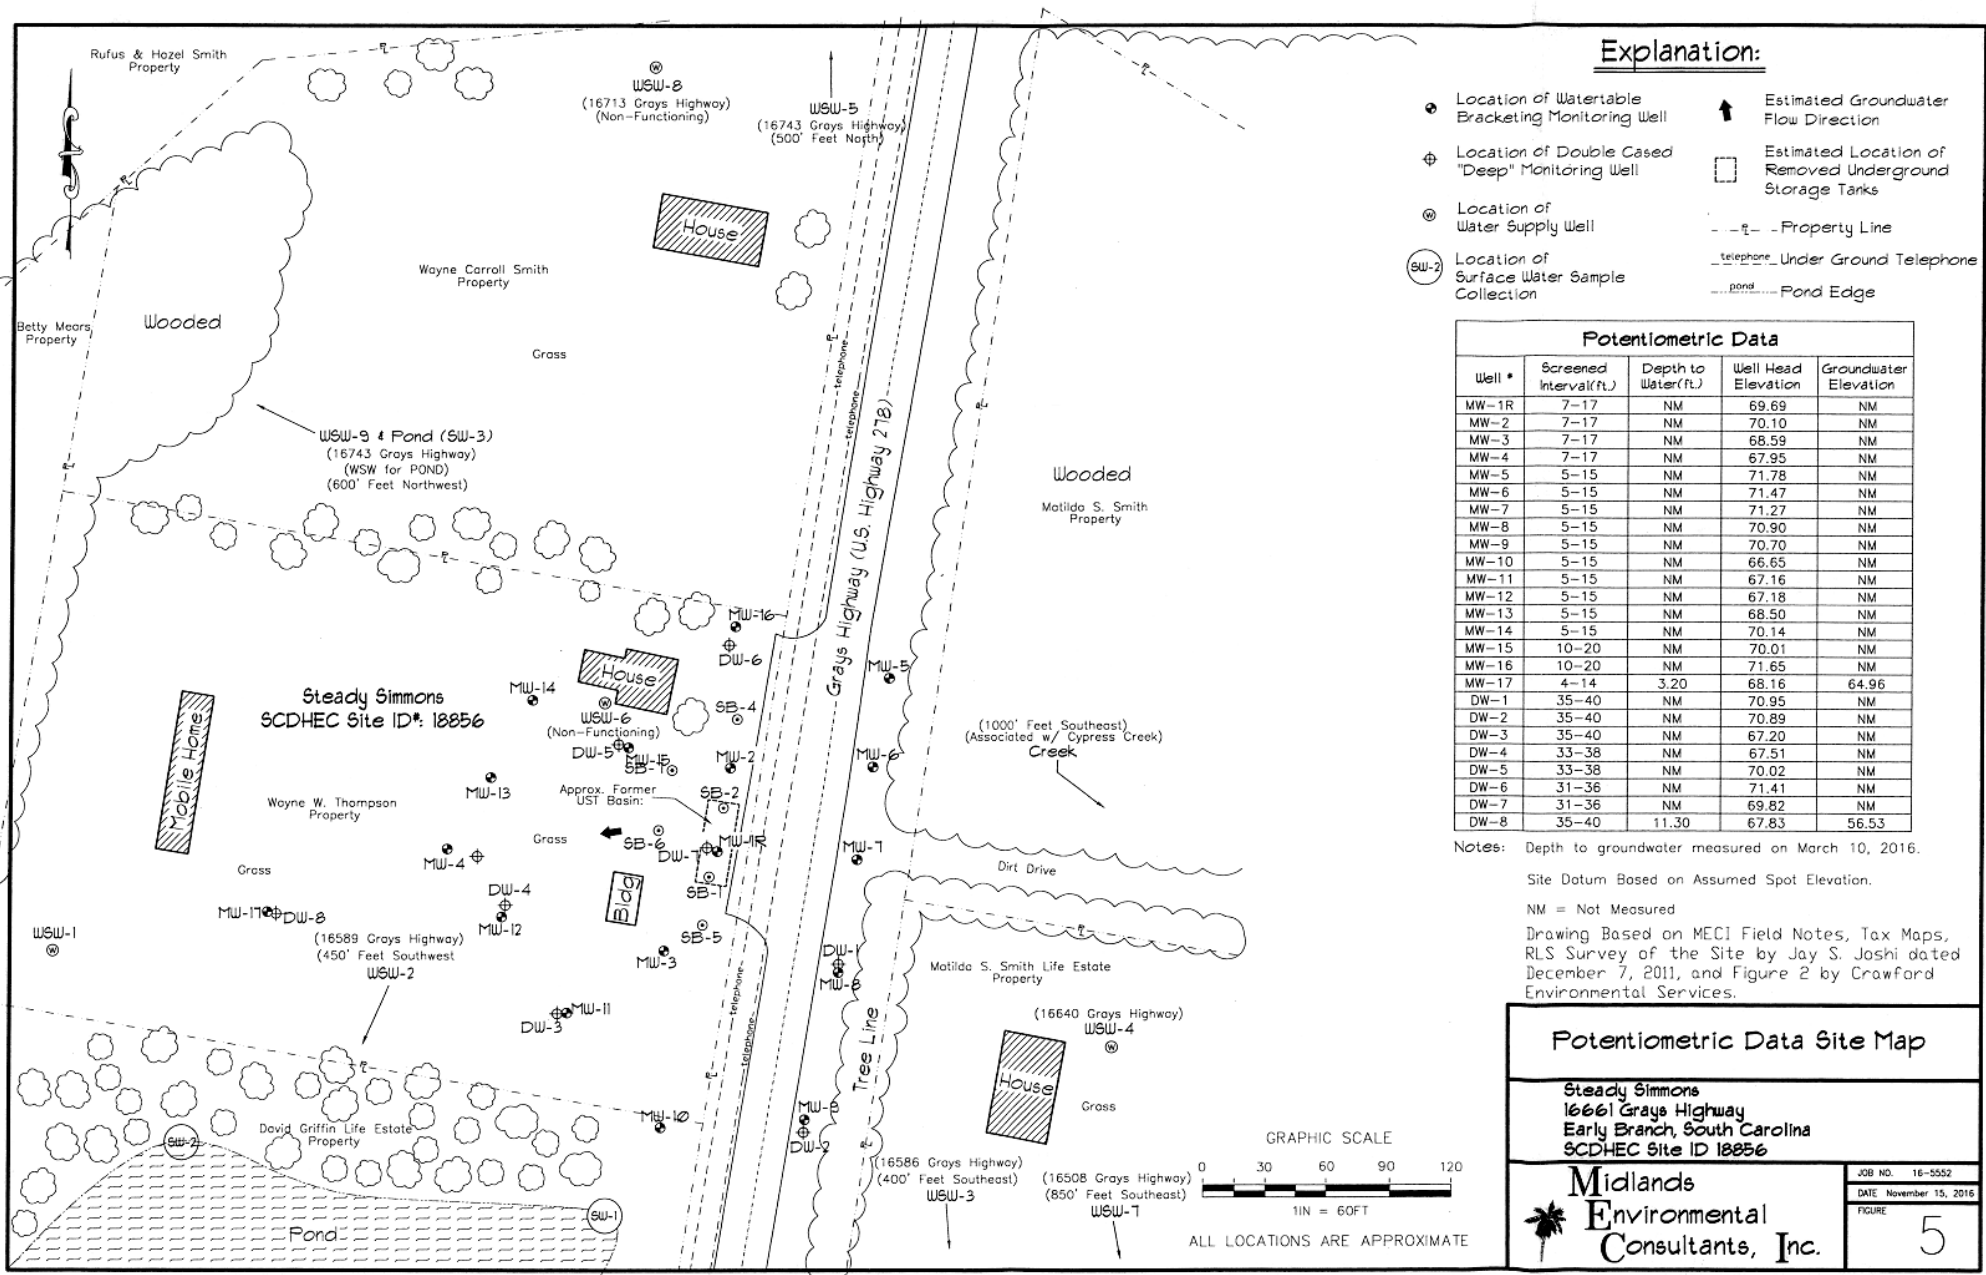 Rufus & Hazel Smith
Property
WSW-8
(16713 Grays Highway)
(Non-Functioning)
WSW-5
(16743 Grays Highway)
(500' Feet North)
House
Wayne Carroll Smith
Property
Betty Mears
Property
Wooded
Grass
WSW-9 & Pond (SW-3)
(16743 Grays Highway)
(WSW for POND)
(600' Feet Northwest)
telephone
telephone
telephone
Grays Highway (U.S. Highway 278)
Wooded
Matilda S. Smith
Property
MW-16
DW-6
House
MW-14
Steady Simmons
SCDHEC Site ID#: 18856
WSW-6
(Non-Functioning)
SB-4
MW-5
DW-5
MW-15
SB-7
MW-2
MW-6
(1000' Feet Southeast)
(Associated w/ Cypress Creek)
Creek
Mobile Home
MW-13
Wayne W. Thompson
Property
Approx. Former
UST Basin:
SB-2
Grass
SB-6
DW-7
MW-1R
MW-7
MW-4
SB-1
Dirt Drive
Grass
Bldg
DW-4
MW-12
MW-17
DW-8
WSW-1
(16589 Grays Highway)
(450' Feet Southwest
WSW-2
SB-5
MW-3
DW-1
MW-8
Matilda S. Smith Life Estate
Property
MW-11
DW-3
telephone
telephone
Tree Line
(16640 Grays Highway)
WSW-4
House
Grass
MW-10
MW-9
DW-2
David Griffin Life Estate
Property
SW-2
SW-1
Pond
(16586 Grays Highway)
(400' Feet Southeast)
WSW-3
(16508 Grays Highway)
(850' Feet Southeast)
WSW-7
GRAPHIC SCALE
0 30 60 90 120
1IN = 60FT
ALL LOCATIONS ARE APPROXIMATE
Explanation:
Location of Watertable
Bracketing Monitoring Well
Location of Double Cased
"Deep" Monitoring Well
Location of
Water Supply Well
SW-2
Location of
Surface Water Sample
Collection
Estimated Groundwater
Flow Direction
Estimated Location of
Removed Underground
Storage Tanks
Property Line
telephone Under Ground Telephone
pond Pond Edge
Potentiometric Data
Well # Screened Interval(ft.) Depth to Water(ft.) Well Head Elevation Groundwater Elevation
MW-1R 7-17 NM 69.69 NM
MW-2 7-17 NM 70.10 NM
MW-3 7-17 NM 68.59 NM
MW-4 7-17 NM 67.95 NM
MW-5 5-15 NM 71.78 NM
MW-6 5-15 NM 71.47 NM
MW-7 5-15 NM 71.27 NM
MW-8 5-15 NM 70.90 NM
MW-9 5-15 NM 70.70 NM
MW-10 5-15 NM 66.65 NM
MW-11 5-15 NM 67.16 NM
MW-12 5-15 NM 67.18 NM
MW-13 5-15 NM 68.50 NM
MW-14 5-15 NM 70.14 NM
MW-15 10-20 NM 70.01 NM
MW-16 10-20 NM 71.65 NM
MW-17 4-14 3.20 68.16 64.96
DW-1 35-40 NM 70.95 NM
DW-2 35-40 NM 70.89 NM
DW-3 35-40 NM 67.20 NM
DW-4 33-38 NM 67.51 NM
DW-5 33-38 NM 70.02 NM
DW-6 31-36 NM 71.41 NM
DW-7 31-36 NM 69.82 NM
DW-8 35-40 11.30 67.83 56.53
Notes: Depth to groundwater measured on March 10, 2016.
Site Datum Based on Assumed Spot Elevation.
NM = Not Measured
Drawing Based on MECI Field Notes, Tax Maps,
RLS Survey of the Site by Jay S. Joshi dated
December 7, 2011, and Figure 2 by Crawford
Environmental Services.
Potentiometric Data Site Map
Steady Simmons
16661 Grays Highway
Early Branch, South Carolina
SCDHEC Site ID 18856
Midlands
Environmental
Consultants, Inc.
JOB NO. 16-5552
DATE November 15, 2016
FIGURE
5